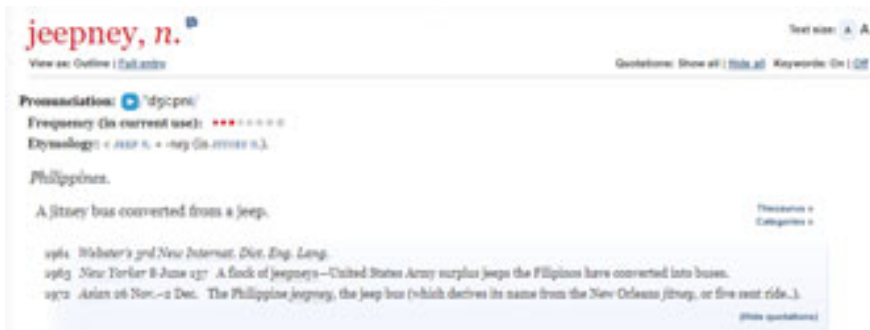 jeepney, n.
Text size: A A
View as: Outline | Full entry
Quotations: Show all | Hide all Keywords: On | Off
Pronunciation: /ˈdʒiːpni/
Frequency (in current use):
Etymology: < JEEP n. + -ney (in JITNEY n.).
Philippines.
A jitney bus converted from a jeep.
Thesaurus »
Categories »
1961 Webster's 3rd New Internat. Dict. Eng. Lang.
1963 New Yorker 8 June 137 A flock of jeepneys—United States Army surplus jeeps the Filipinos have converted into buses.
1972 Asian 26 Nov.–2 Dec. The Philippine jeepney, the jeep bus (which derives its name from the New Orleans jitney, or five cent ride..).
(Hide quotations)